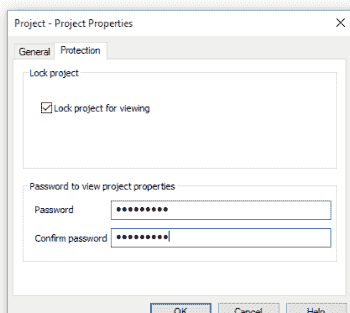 Project - Project Properties
General Protection
Lock project
Lock project for viewing
Password to view project properties
Password •••••••••
Confirm password •••••••••
OK Cancel Help